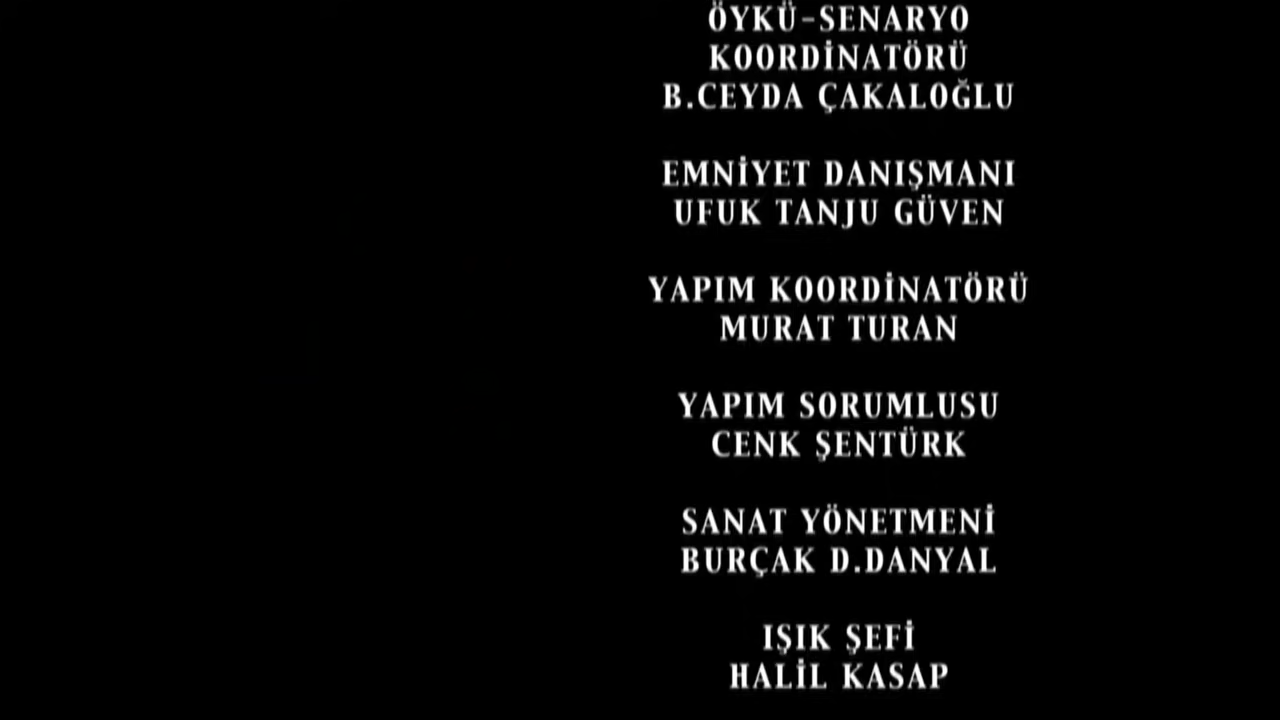 ÖYKÜ-SENARYO
KOORDİNATÖRÜ
B.CEYDA ÇAKALOĞLU
EMNİYET DANIŞMANI
UFUK TANJU GÜVEN
YAPIM KOORDİNATÖRÜ
MURAT TURAN
YAPIM SORUMLUSU
CENK ŞENTÜRK
SANAT YÖNETMENİ
BURÇAK D.DANYAL
IŞIK ŞEFİ
HALİL KASAP